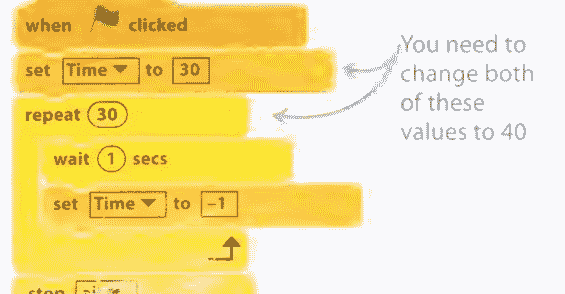 when clicked
set Time to 30
repeat 30
wait 1 secs
set Time to -1
stop
You need to
change both
of these
values to 40